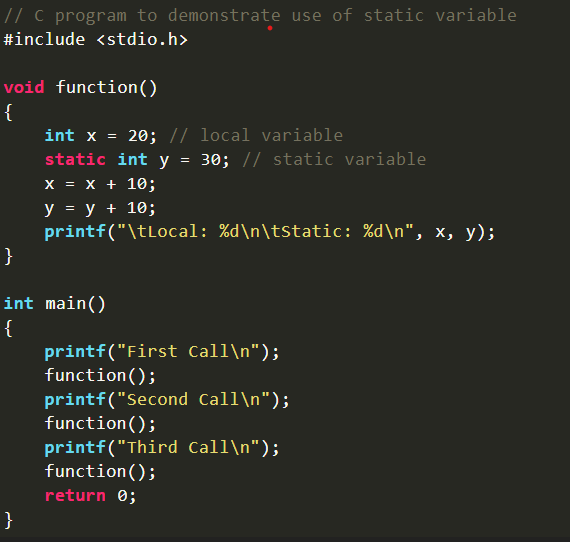 // C program to demonstrate use of static variable
#include <stdio.h>
void function()
{
int x = 20; // local variable
static int y = 30; // static variable
x = x + 10;
y = y + 10;
printf("\tLocal: %d\n\tStatic: %d\n", x, y);
}
int main()
{
printf("First Call\n");
function();
printf("Second Call\n");
function();
printf("Third Call\n");
function();
return 0;
}